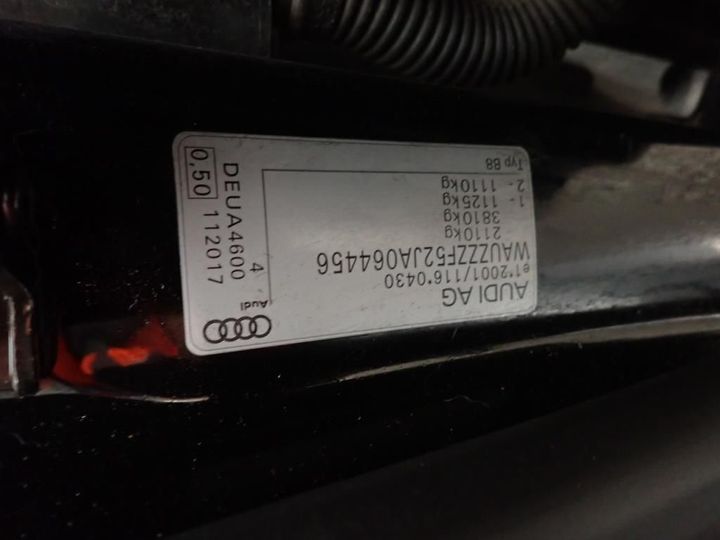 AUDI AG
e1*2001/116*0430
WAUZZZF52JA064456
2110kg
3810kg
1- 1125kg
2- 1110kg
Typ B8
Audi
4
DEUA4600
0,50 112017